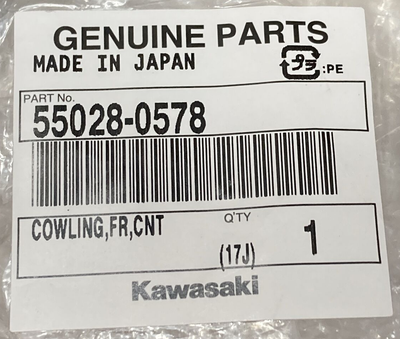 GENUINE PARTS
MADE IN JAPAN
プラ :PE
PART No.
55028-0578
COWLING,FR,CNT
Q'TY
(17J) 1
Kawasaki